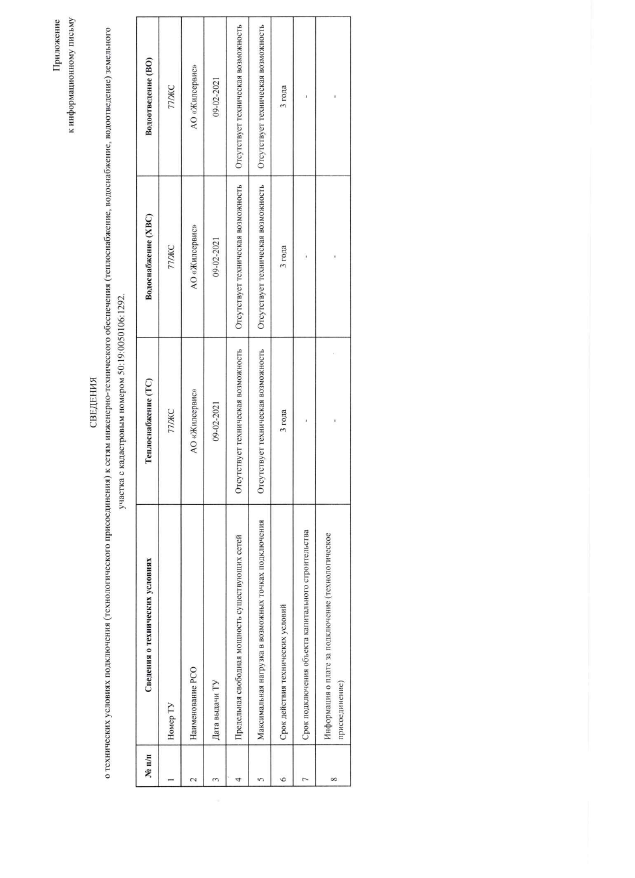 Приложение
к информационному письму
СВЕДЕНИЯ
о технических условиях подключения (технологического присоединения) к сетям инженерно-технического обеспечения (теплоснабжение, водоснабжение, водоотведение) земельного
участка с кадастровым номером 50:19:0050106:1292.
№ п/п Сведения о технических условиях Теплоснабжение (ТС) Водоснабжение (ХВС) Водоотведение (ВО)
1 Номер ТУ 77/ЖС 77/ЖС 77/ЖС
2 Наименование РСО АО «Жилсервис» АО «Жилсервис» АО «Жилсервис»
3 Дата выдачи ТУ 09-02-2021 09-02-2021 09-02-2021
4 Предельная свободная мощность существующих сетей Отсутствует техническая возможность Отсутствует техническая возможность Отсутствует техническая возможность
5 Максимальная нагрузка в возможных точках подключения Отсутствует техническая возможность Отсутствует техническая возможность Отсутствует техническая возможность
6 Срок действия технических условий 3 года 3 года 3 года
7 Срок подключения объекта капитального строительства - - -
8 Информация о плате за подключение (технологическое - - -
присоединение)